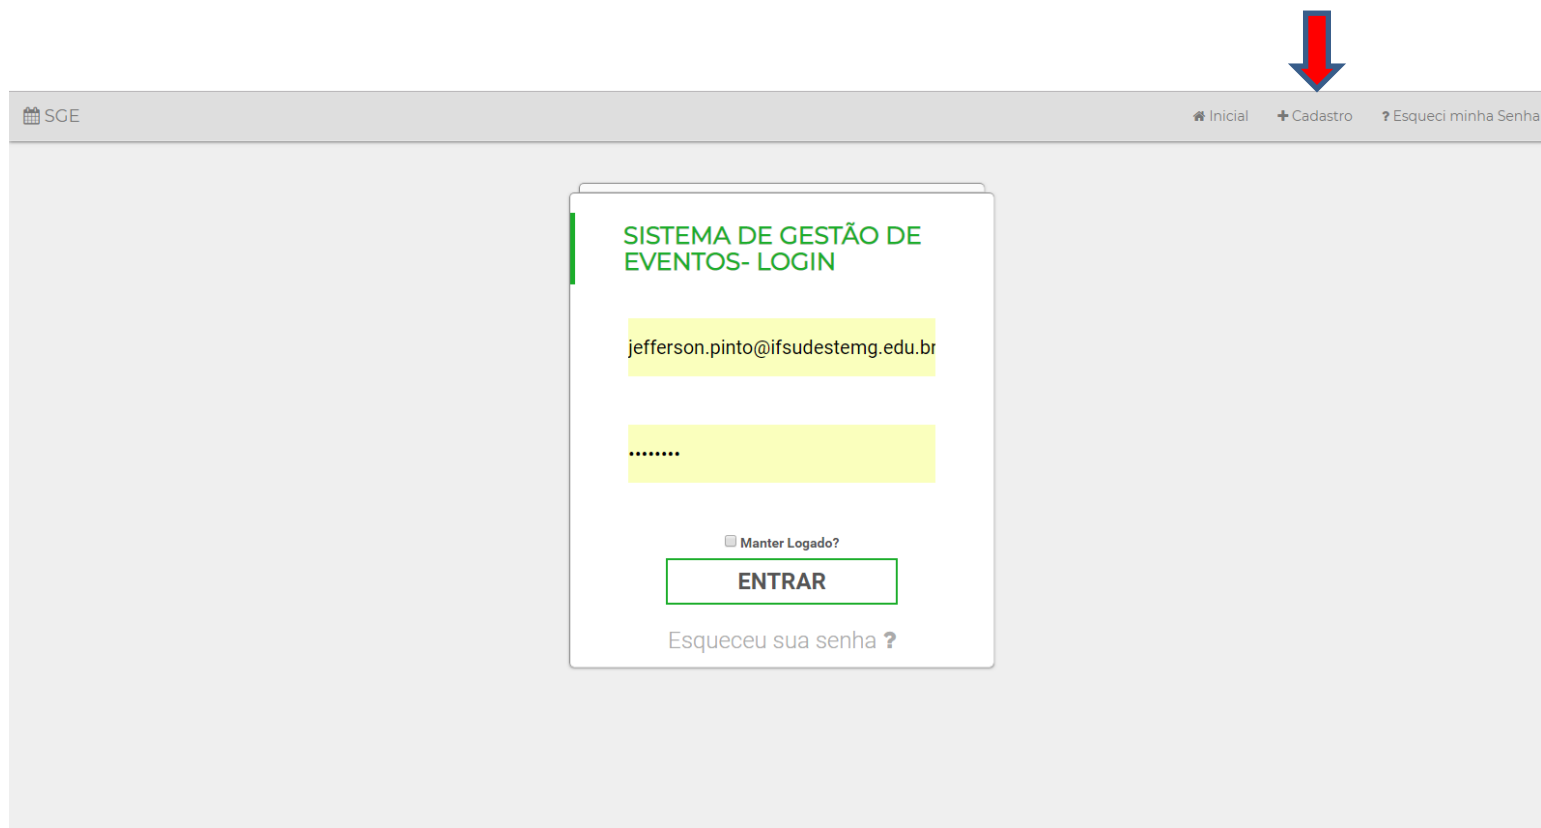 SGE
Inicial
Cadastro
? Esqueci minha Senha
SISTEMA DE GESTÃO DE
EVENTOS- LOGIN
jefferson.pinto@ifsudestemg.edu.br
........
Manter Logado?
ENTRAR
Esqueceu sua senha ?